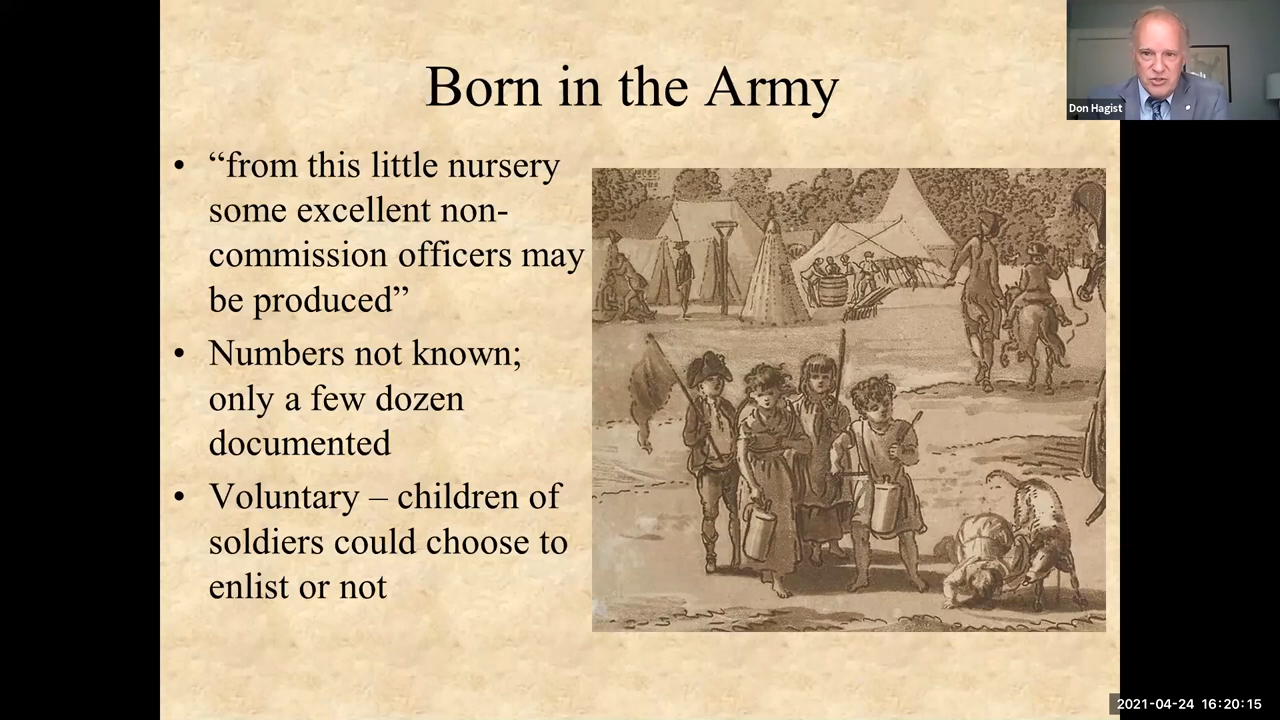 Born in the Army
Don Hagist
• “from this little nursery
some excellent non-
commission officers may
be produced”
• Numbers not known;
only a few dozen
documented
• Voluntary – children of
soldiers could choose to
enlist or not
2021-04-24 16:20:15